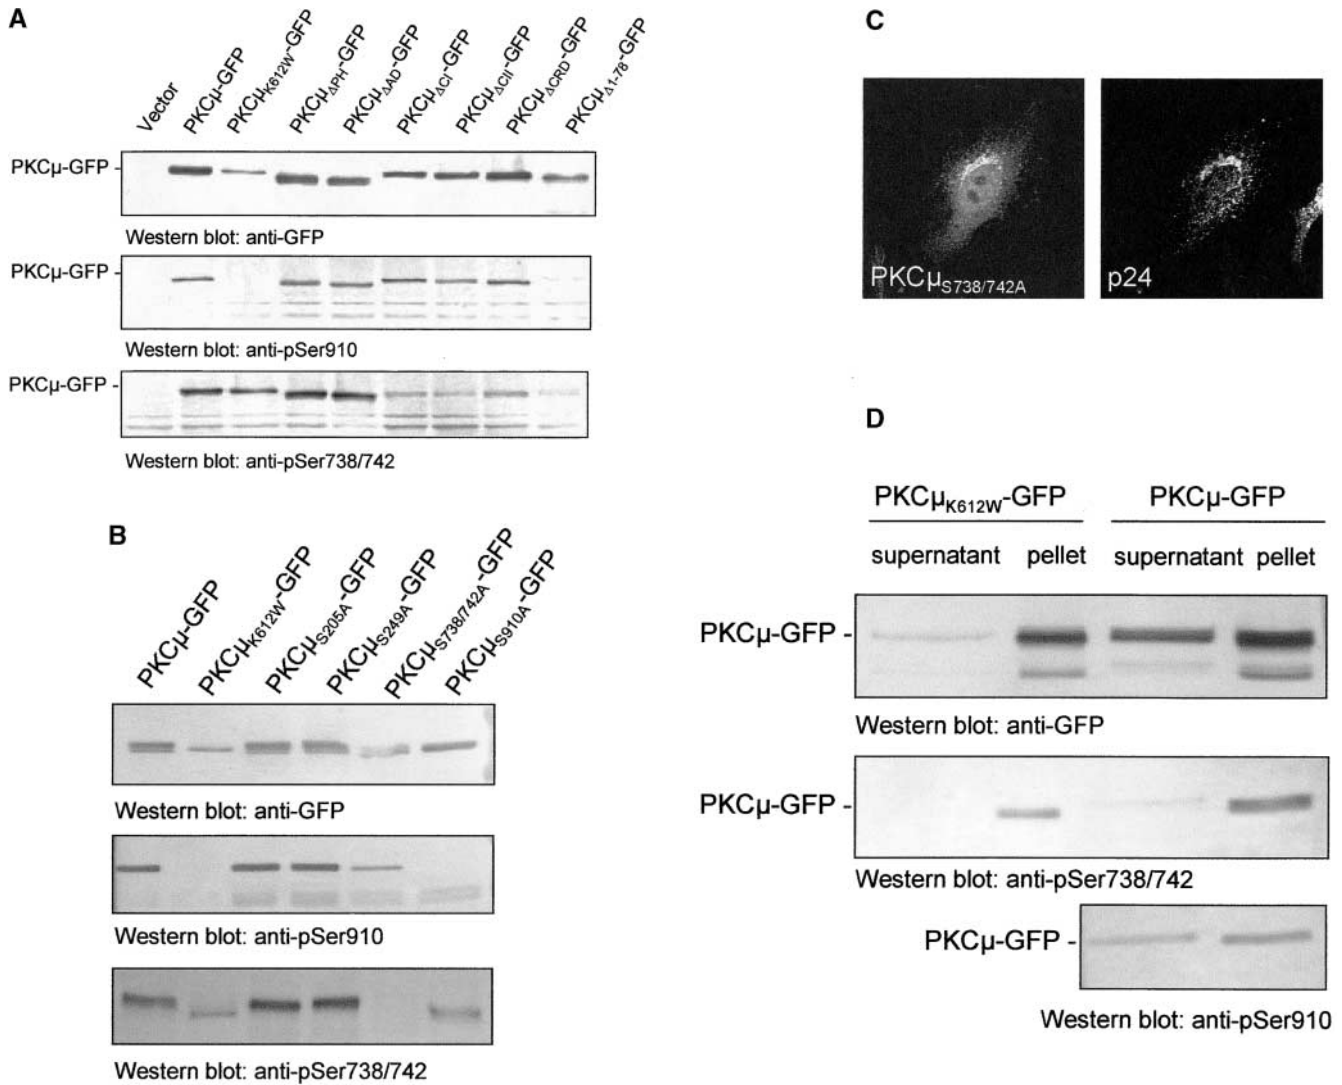 A
Vector
PKCμ-GFP
PKCμK612W-GFP
PKCμΔPH-GFP
PKCμΔAD-GFP
PKCμΔCI-GFP
PKCμΔCII-GFP
PKCμΔCRD-GFP
PKCμΔ1-78-GFP
PKCμ-GFP -
Western blot: anti-GFP
PKCμ-GFP -
Western blot: anti-pSer910
PKCμ-GFP -
Western blot: anti-pSer738/742
B
PKCμ-GFP
PKCμK612W-GFP
PKCμS205A-GFP
PKCμS249A-GFP
PKCμS738/742A-GFP
PKCμS910A-GFP
Western blot: anti-GFP
Western blot: anti-pSer910
Western blot: anti-pSer738/742
C
PKCμS738/742A
p24
D
PKCμK612W-GFP PKCμ-GFP
supernatant pellet supernatant pellet
PKCμ-GFP -
Western blot: anti-GFP
PKCμ-GFP -
Western blot: anti-pSer738/742
PKCμ-GFP -
Western blot: anti-pSer910